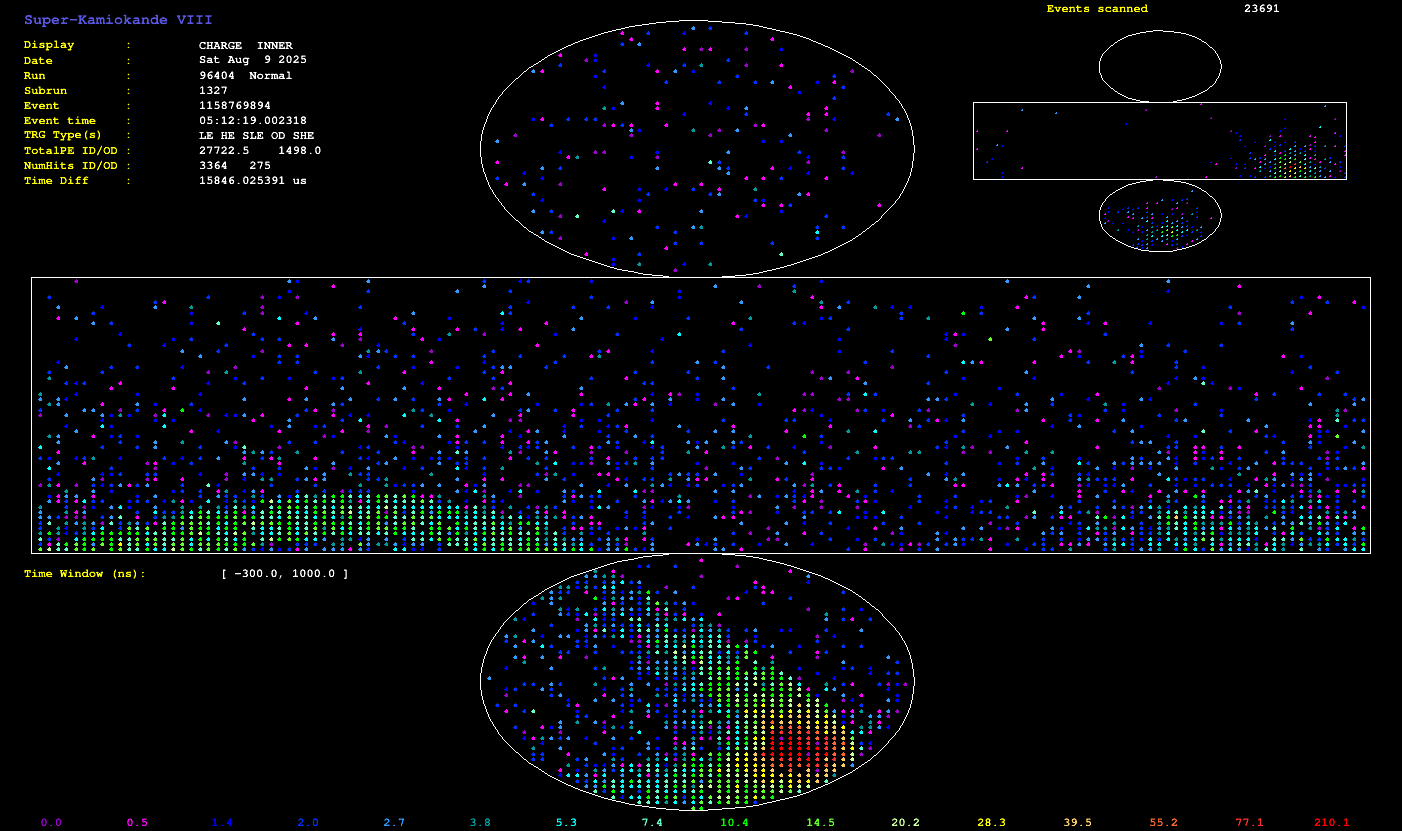 Super-Kamiokande VIII
Events scanned 23691
Display : CHARGE INNER
Date : Sat Aug 9 2025
Run : 96404 Normal
Subrun : 1327
Event : 1158769894
Event time : 05:12:19.002318
TRG Type(s) : LE HE SLE OD SHE
TotalPE ID/OD : 27722.5 1498.0
NumHits ID/OD : 3364 275
Time Diff : 15846.025391 us
Time Window (ns): [ -300.0, 1000.0 ]
0.0 0.5 1.4 2.0 2.7 3.8 5.3 7.4 10.4 14.5 20.2 28.3 39.5 55.2 77.1 210.1